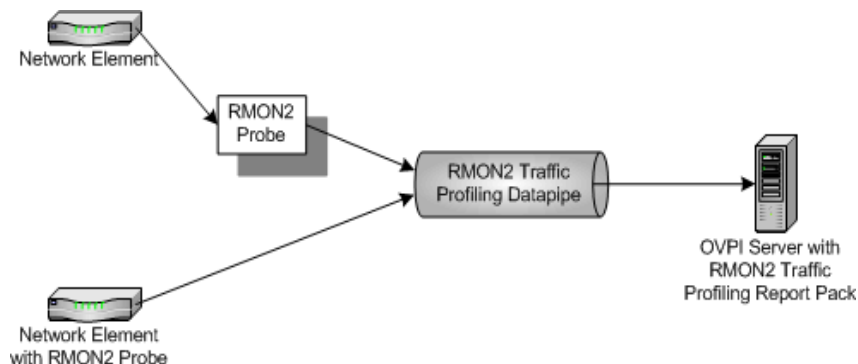 Network Element
RMON2
Probe
RMON2 Traffic
Profiling Datapipe
OVPI Server with
RMON2 Traffic
Profiling Report Pack
Network Element
with RMON2 Probe